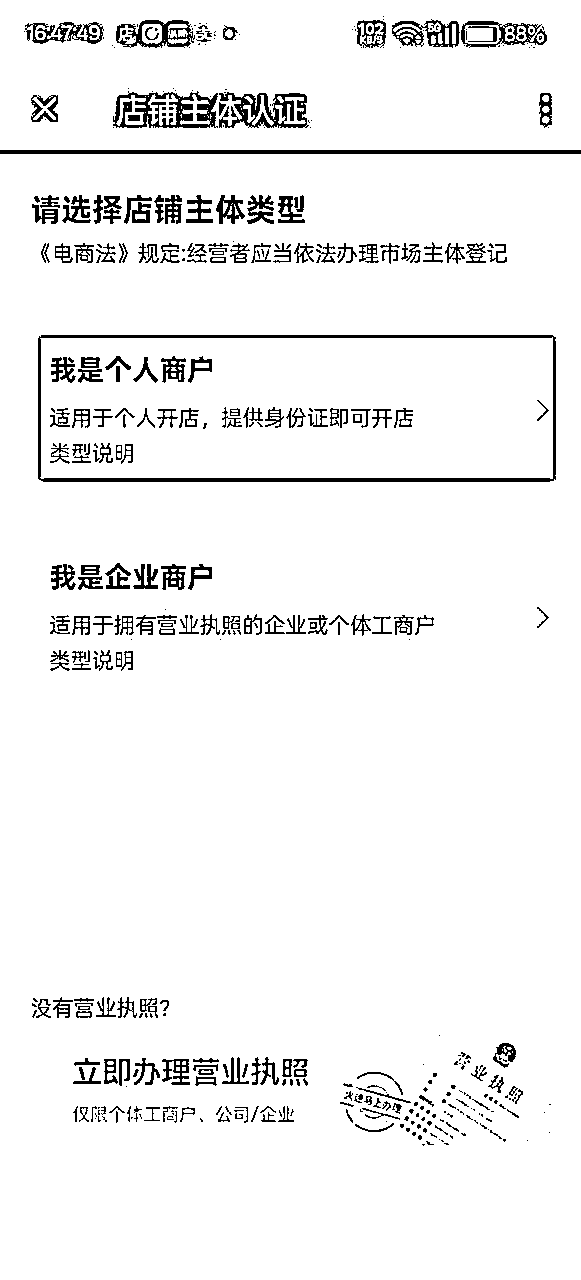 16:47:49
88%
店铺主体认证
请选择店铺主体类型
《电商法》规定:经营者应当依法办理市场主体登记
我是个人商户
适用于个人开店，提供身份证即可开店
类型说明
我是企业商户
适用于拥有营业执照的企业或个体工商户
类型说明
没有营业执照?
立即办理营业执照
仅限个体工商户、公司/企业
火速马上办理
营业执照